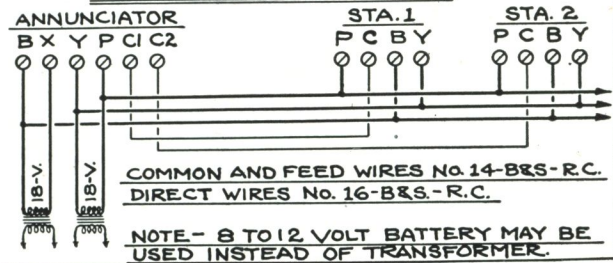 ANNUNCIATOR STA.1 STA. 2
B X Y P C1 C2 P C B Y P C B Y
18-V. 18-V.
COMMON AND FEED WIRES No. 14-B&S-R.C.
DIRECT WIRES No. 16-B&S.-R.C.
NOTE- 8 TO 12 VOLT BATTERY MAY BE
USED INSTEAD OF TRANSFORMER.